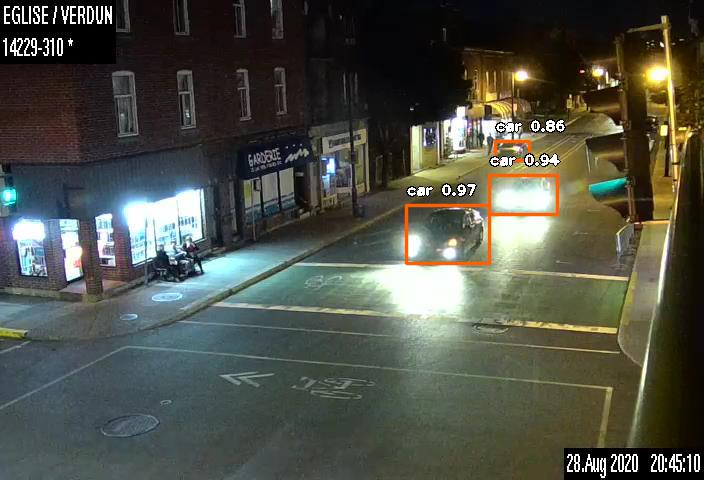 EGLISE / VERDUN
14229-310 *
car 0.86
car 0.94
car 0.97
GARDERIE
28.Aug 2020 20:45:10